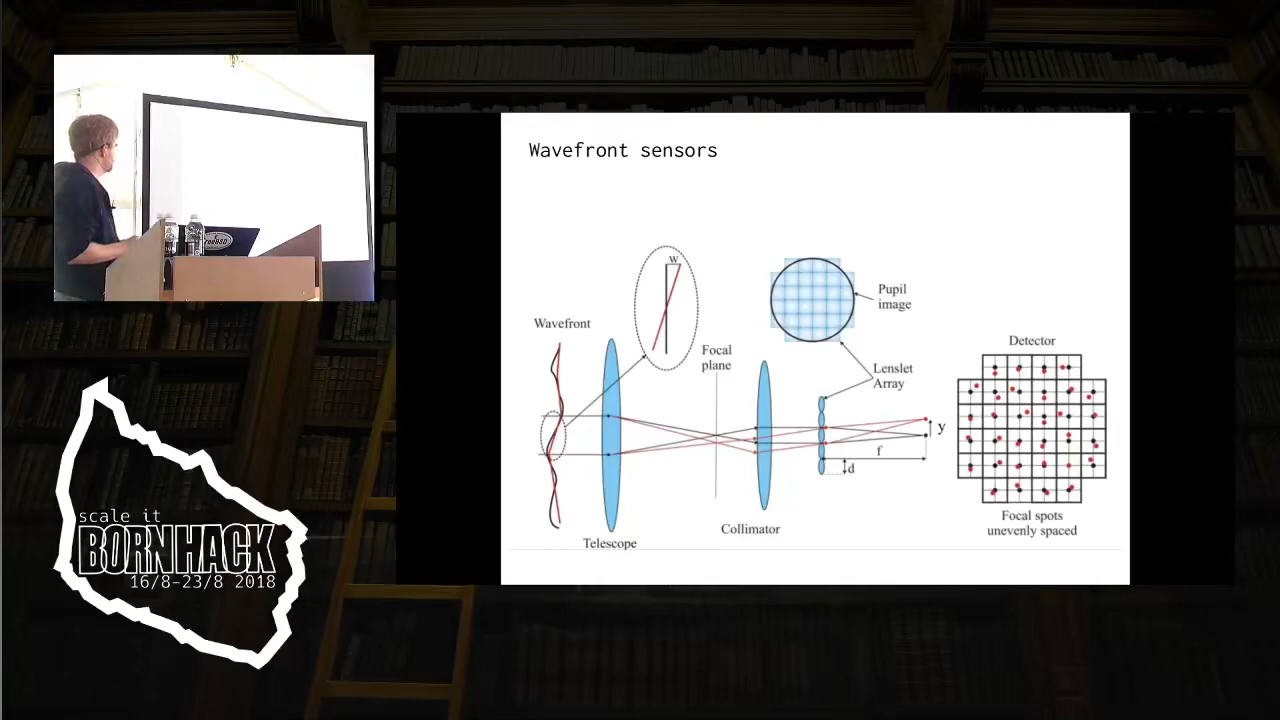 Wavefront sensors
w
Pupil
image
Wavefront
Focal
plane
Detector
Lenslet
Array
y
f
d
Focal spots
unevenly spaced
Collimator
Telescope
scale it
BORNHACK
16/8-23/8 2018